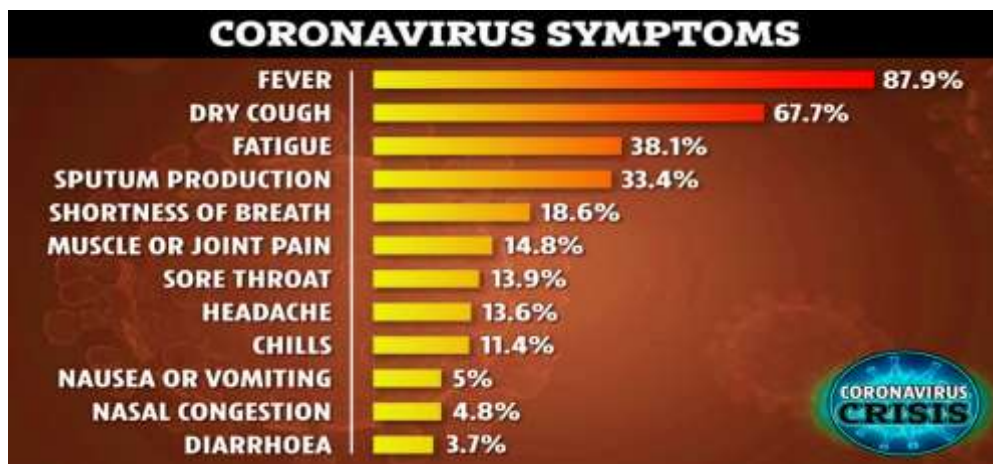 CORONAVIRUS SYMPTOMS
FEVER 87.9%
DRY COUGH 67.7%
FATIGUE 38.1%
SPUTUM PRODUCTION 33.4%
SHORTNESS OF BREATH 18.6%
MUSCLE OR JOINT PAIN 14.8%
SORE THROAT 13.9%
HEADACHE 13.6%
CHILLS 11.4%
NAUSEA OR VOMITING 5%
NASAL CONGESTION 4.8%
DIARRHOEA 3.7%
CORONAVIRUS
CRISIS